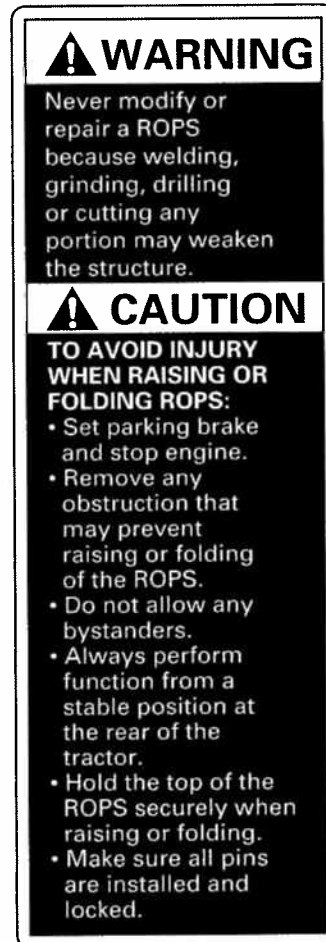 WARNING
Never modify or
repair a ROPS
because welding,
grinding, drilling
or cutting any
portion may weaken
the structure.
CAUTION
TO AVOID INJURY
WHEN RAISING OR
FOLDING ROPS:
• Set parking brake
and stop engine.
• Remove any
obstruction that
may prevent
raising or folding
of the ROPS.
• Do not allow any
bystanders.
• Always perform
function from a
stable position at
the rear of the
tractor.
• Hold the top of the
ROPS securely when
raising or folding.
• Make sure all pins
are installed and
locked.